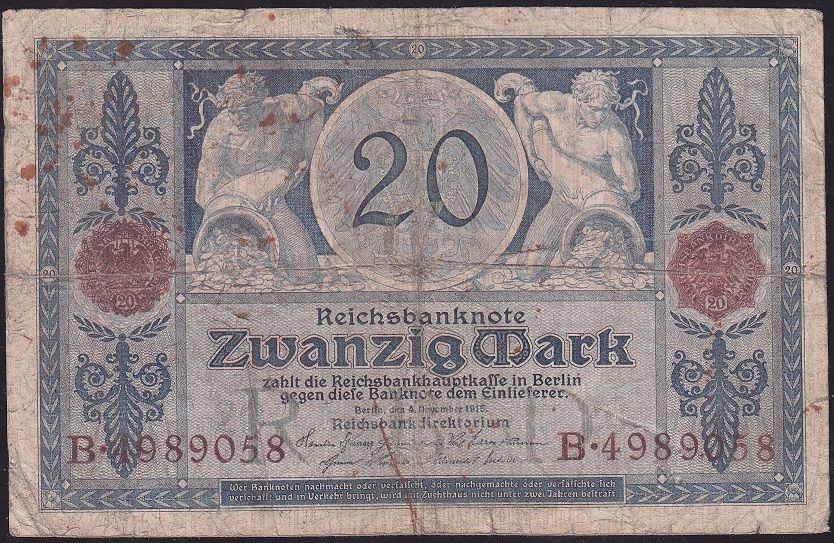 20
20
20
20
20
20
Reichsbanknote
Zwanzig Mark
zahlt die Reichsbankhauptkasse in Berlin
gegen diese Banknote dem Einlieferer.
Berlin, den 4. November 1915.
Reichsbankdirektorium
B·4989058
B·4989058
Wer Banknoten nachmacht oder verfälscht, oder nachgemachte oder verfälschte sich
verschafft und in Verkehr bringt, wird mit Zuchthaus nicht unter zwei Jahren bestraft